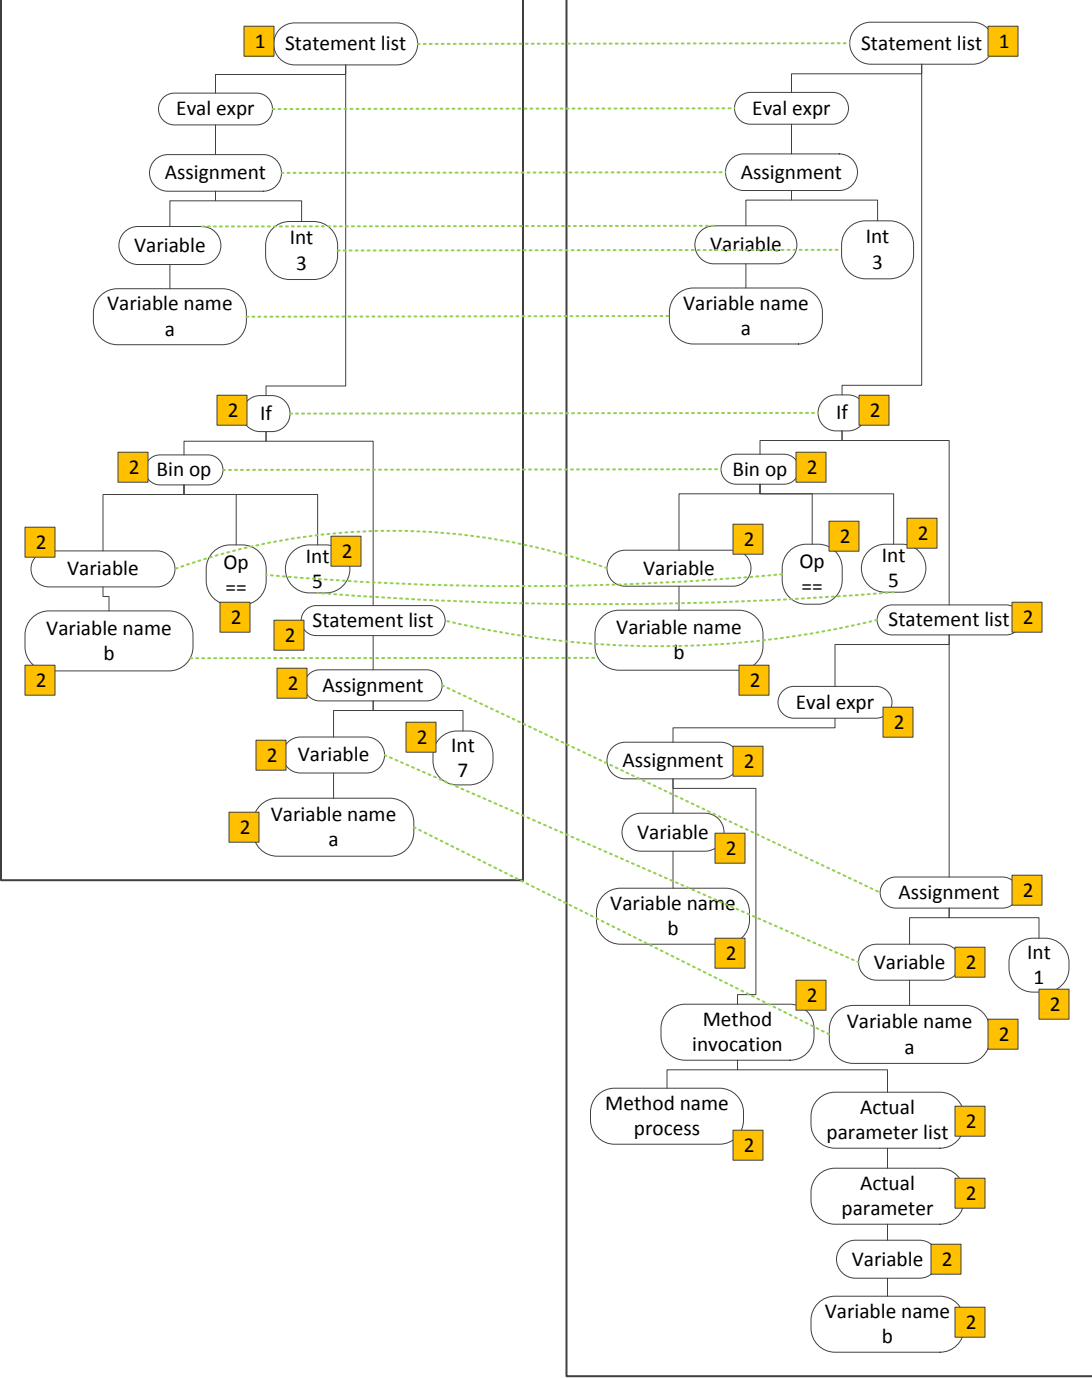 1
Statement list
Eval expr
Assignment
Variable
Int
3
Variable name
a
2
If
2
Bin op
2
Variable
Op
==
2
Int
5
2
Variable name
b
2
Statement list
2
Assignment
2
Variable
2
Int
7
2
Variable name
a
2
Statement list
1
Eval expr
Assignment
Variable
Int
3
Variable name
a
If
2
Bin op
2
Variable
2
Op
==
2
Int
5
2
Variable name
b
2
Statement list
2
Eval expr
2
Assignment
2
Variable
2
Variable name
b
2
Assignment
2
Variable
2
Int
1
2
Variable name
a
2
Method
invocation
2
Method name
process
2
Actual
parameter list
2
Actual
parameter
2
Variable
2
Variable name
b
2